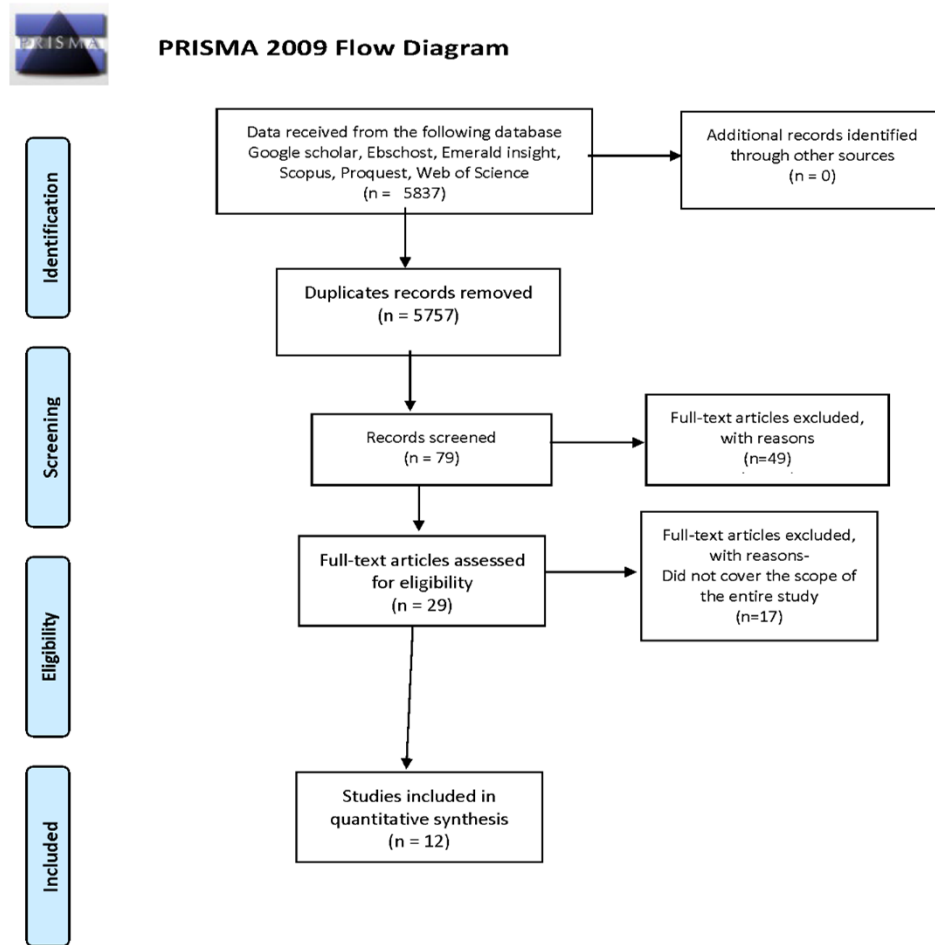 PRISMA
PRISMA 2009 Flow Diagram
Identification
Data received from the following database
Google scholar, Ebschost, Emerald insight,
Scopus, Proquest, Web of Science
(n = 5837)
Additional records identified
through other sources
(n = 0)
Duplicates records removed
(n = 5757)
Screening
Records screened
(n = 79)
Full-text articles excluded,
with reasons
(n=49)
Eligibility
Full-text articles assessed
for eligibility
(n = 29)
Full-text articles excluded,
with reasons-
Did not cover the scope of
the entire study
(n=17)
Included
Studies included in
quantitative synthesis
(n = 12)